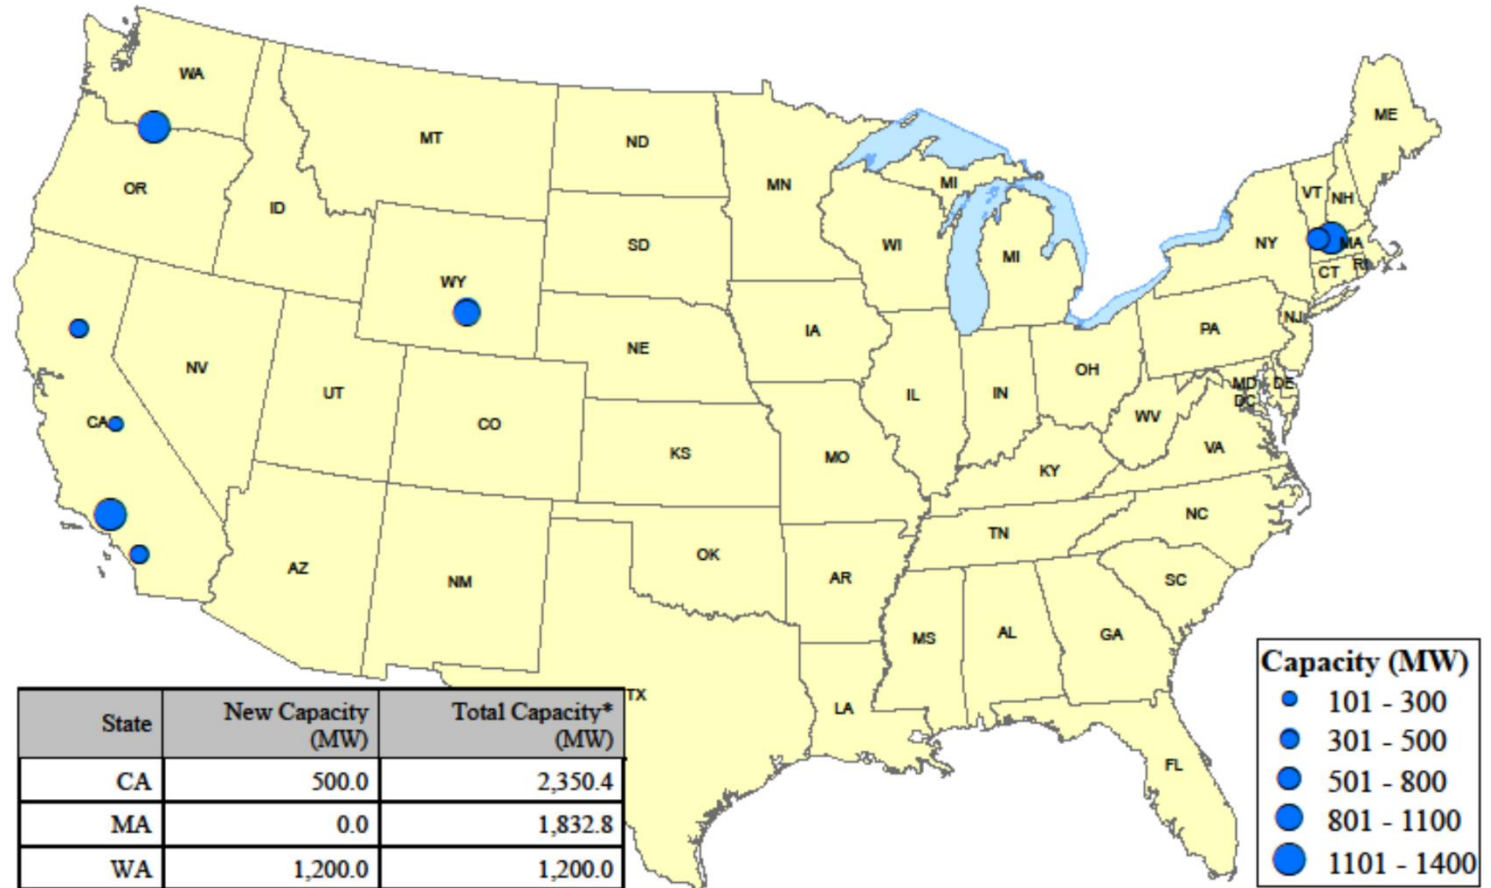 WA
ME
MT
ND
OR
MN
MI
VT
NH
ID
SD
WI
NY
MA
MI
CT
RI
WY
IA
PA
NJ
NE
NV
OH
UT
IL
IN
MD
DE
DC
CA
CO
WV
KS
MO
VA
KY
NC
TN
AZ
NM
OK
AR
SC
MS
AL
GA
TX
LA
FL
State New Capacity (MW) Total Capacity* (MW)
CA 500.0 2,350.4
MA 0.0 1,832.8
WA 1,200.0 1,200.0
Capacity (MW)
101 - 300
301 - 500
501 - 800
801 - 1100
1101 - 1400